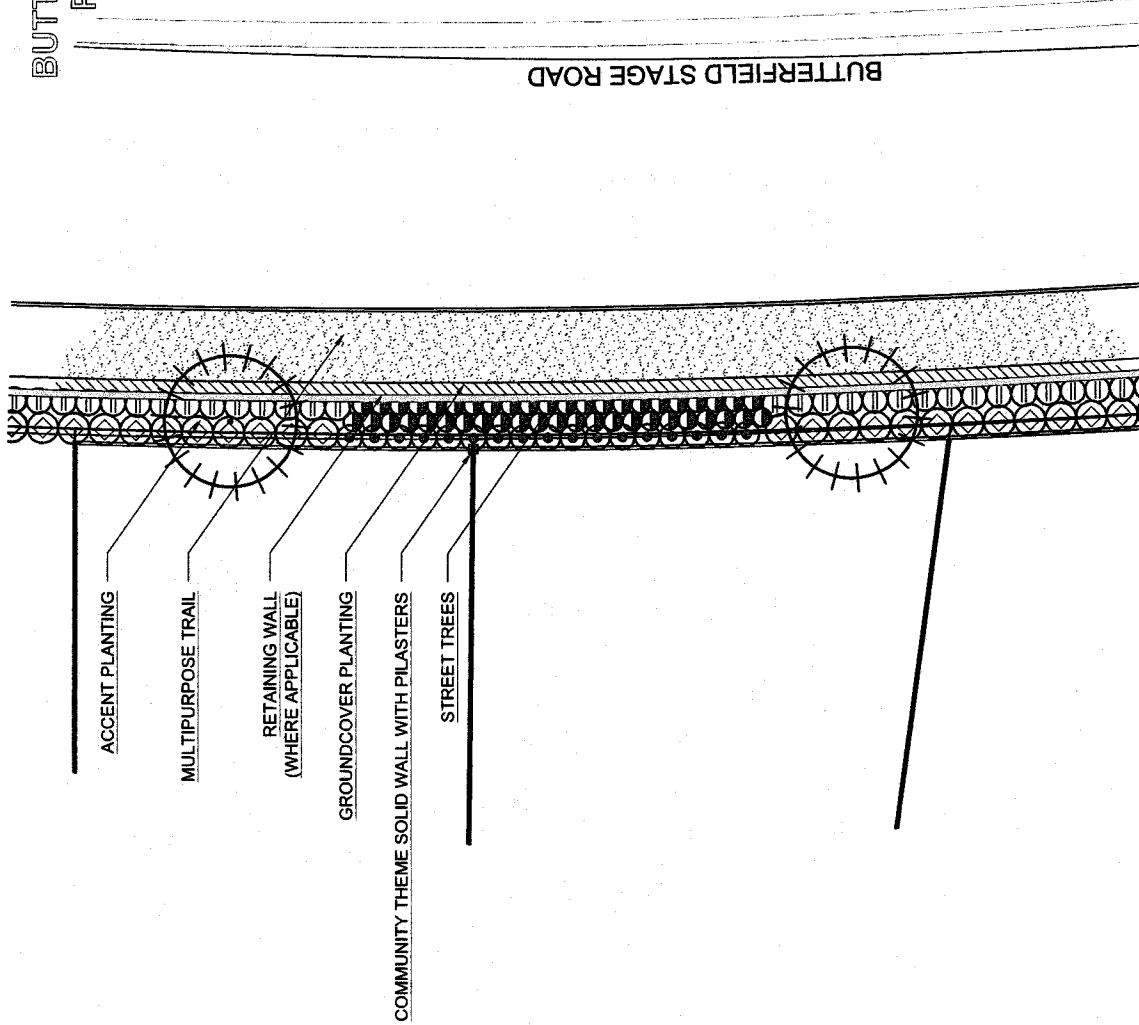 BUTTERFIELD STAGE ROAD
ACCENT PLANTING
MULTIPURPOSE TRAIL
RETAINING WALL
(WHERE APPLICABLE)
GROUNDCOVER PLANTING
COMMUNITY THEME SOLID WALL WITH PILASTERS
STREET TREES